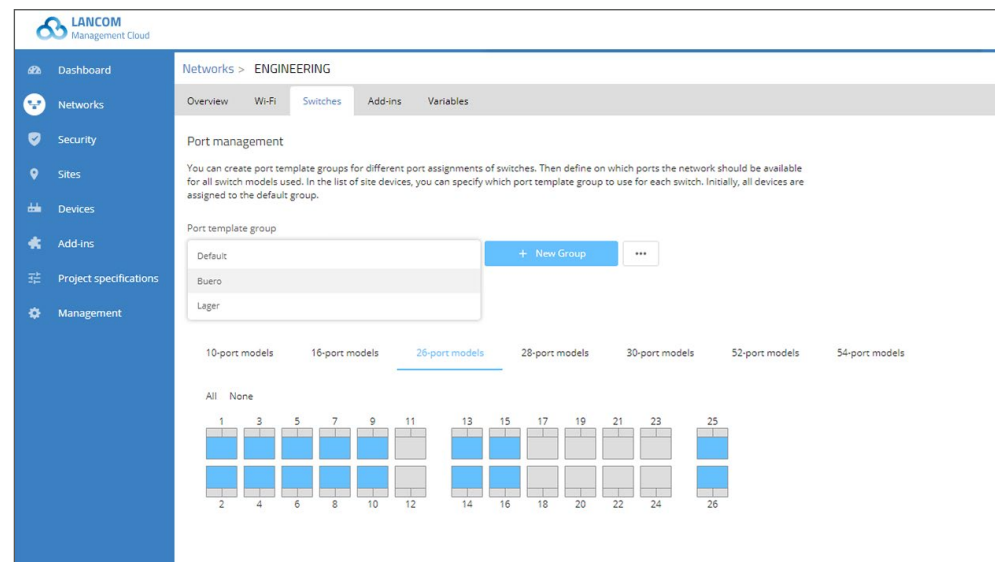 LANCOM
Management Cloud
Dashboard
Networks
Security
Sites
Devices
Add-ins
Project specifications
Management
Networks > ENGINEERING
Overview Wi-Fi Switches Add-ins Variables
Port management
You can create port template groups for different port assignments of switches. Then define on which ports the network should be available
for all switch models used. In the list of site devices, you can specify which port template group to use for each switch. Initially, all devices are
assigned to the default group.
Port template group
Default
+ New Group
Buero
Lager
10-port models 16-port models 26-port models 28-port models 30-port models 52-port models 54-port models
All None
1 3 5 7 9 11 13 15 17 19 21 23 25
2 4 6 8 10 12 14 16 18 20 22 24 26